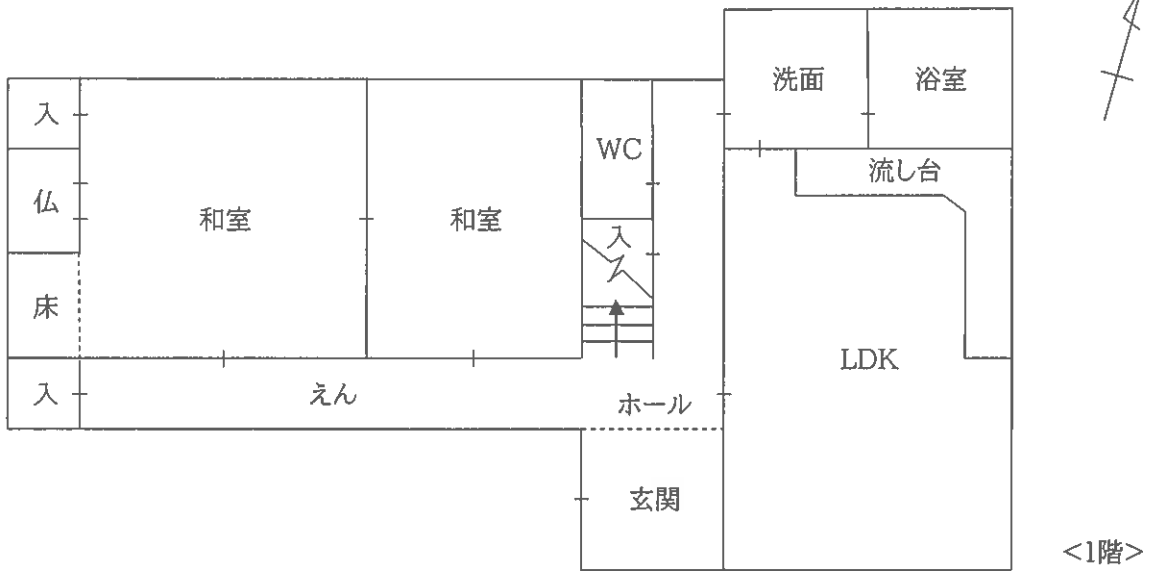 洗面
浴室
入
WC
流し台
仏
和室
和室
入
床
LDK
入
えん
ホール
玄関
<1階>